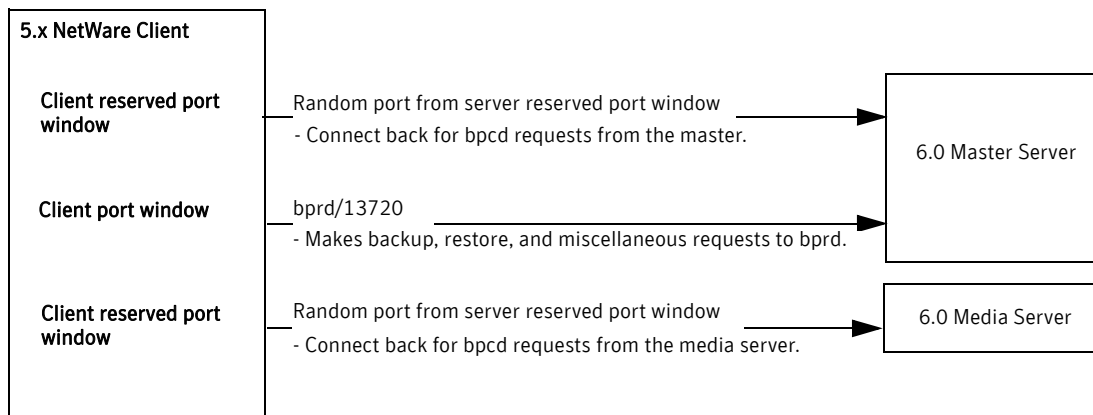 5.x NetWare Client
Client reserved port
window
Random port from server reserved port window
- Connect back for bpcd requests from the master.
6.0 Master Server
Client port window
bprd/13720
- Makes backup, restore, and miscellaneous requests to bprd.
Client reserved port
window
Random port from server reserved port window
- Connect back for bpcd requests from the media server.
6.0 Media Server